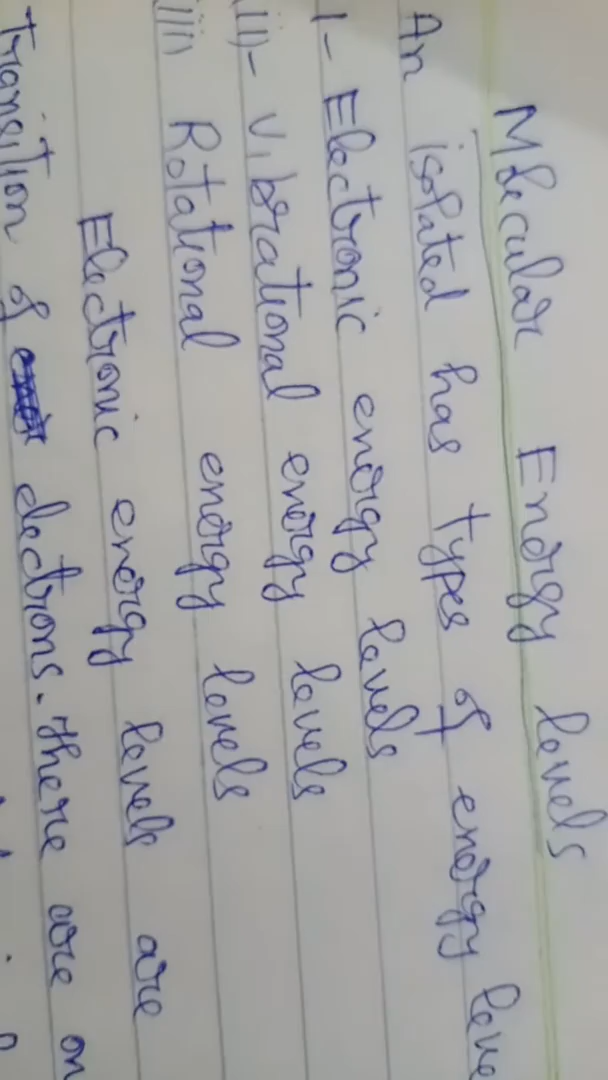 Mlecular Energy levels
An isolated has types of energy leve
1- Electronic energy levels
ii)- Vibrational energy levels
iii) Rotational energy levels
Electronic energy levels are
Transition of electrons. There are on